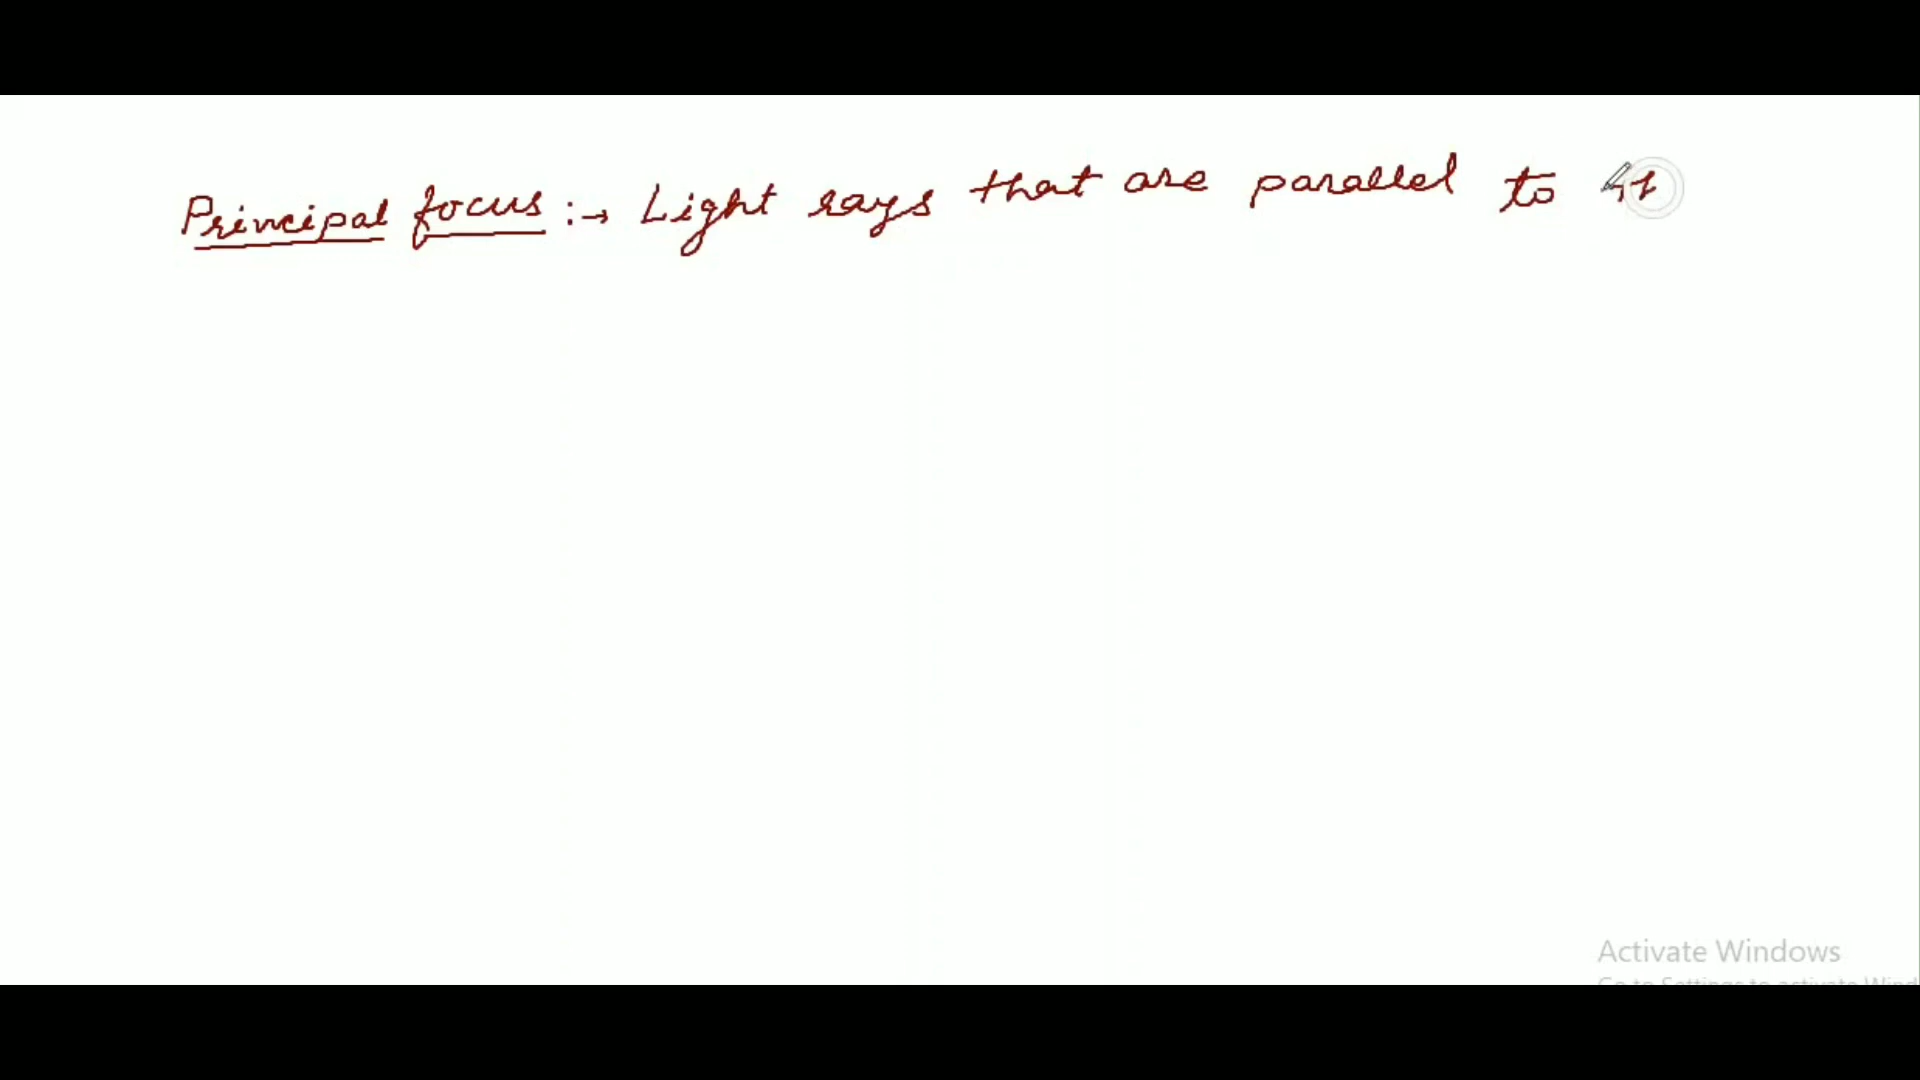 Principal focus :→ Light rays that are parallel to
Activate Windows